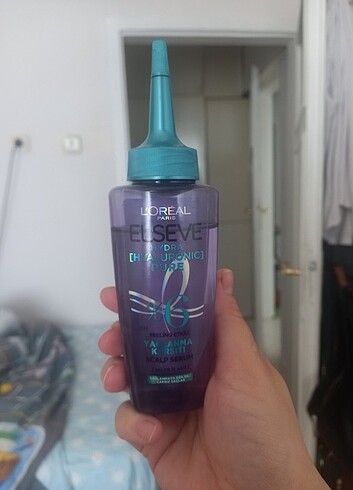 L'ORÉAL
PARIS
ELSEVE
HYDRA
[HYALURONIC]
PURE
YAĞLANMA
KARŞITI
SCALP SERUM